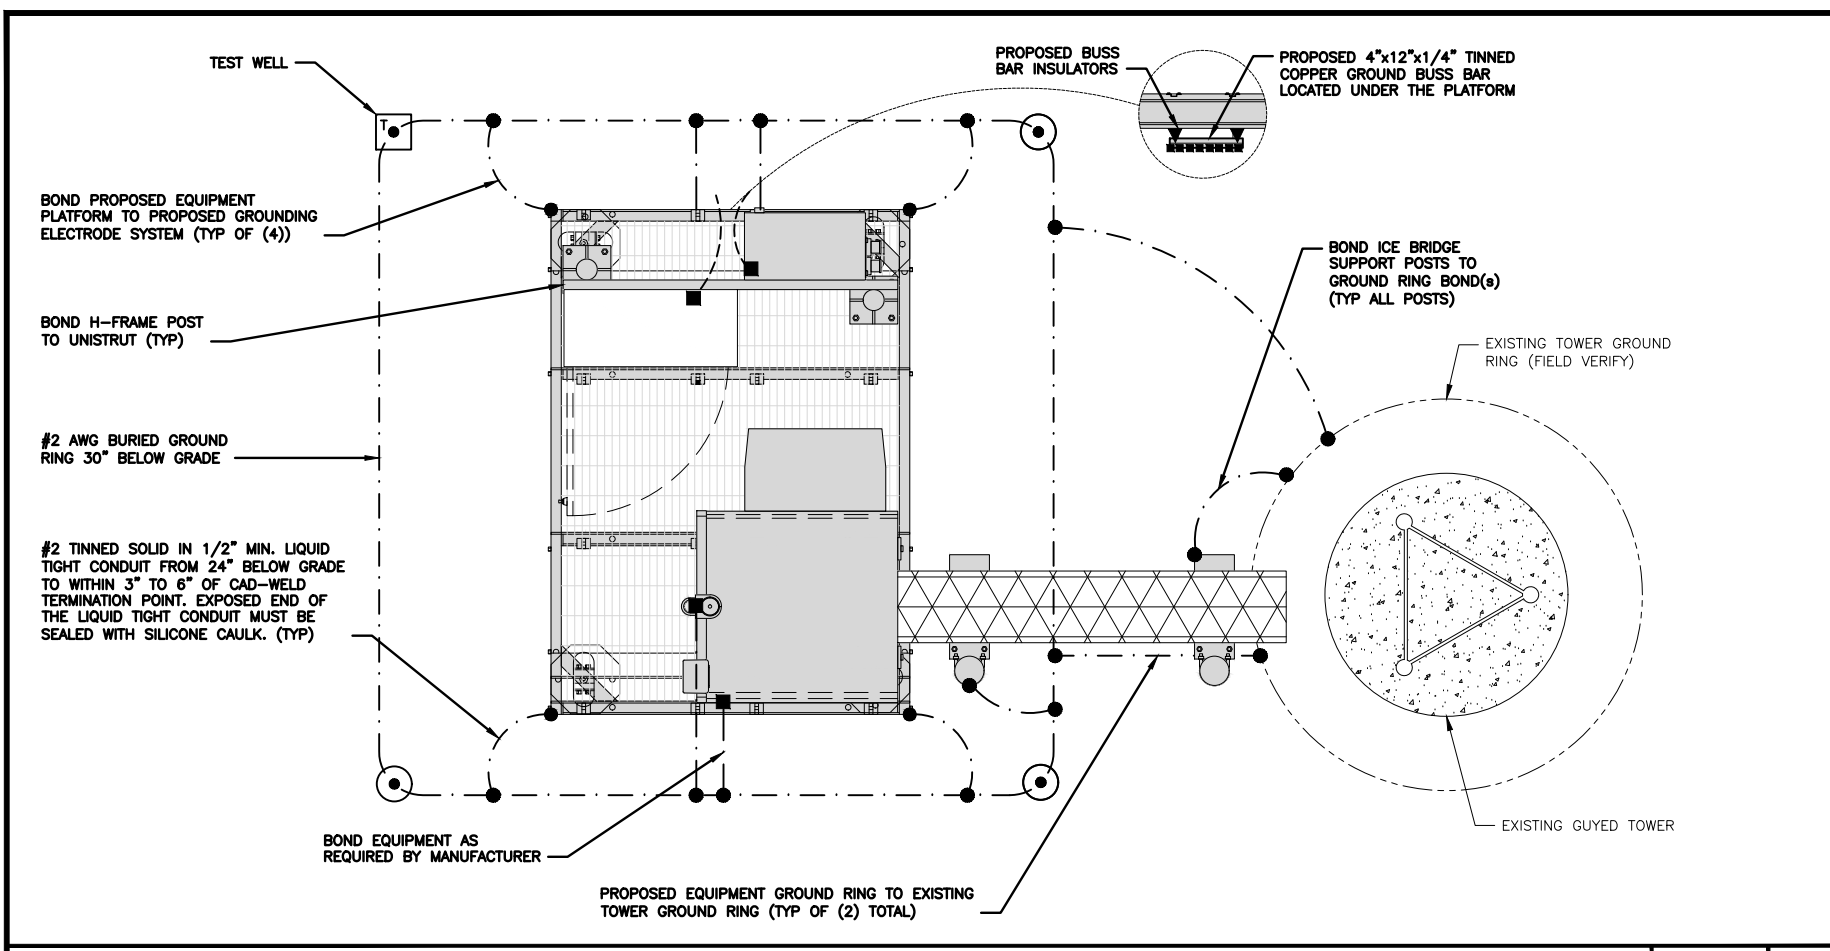 TEST WELL
PROPOSED BUSS
BAR INSULATORS
PROPOSED 4"x12"x1/4" TINNED
COPPER GROUND BUSS BAR
LOCATED UNDER THE PLATFORM
T
BOND PROPOSED EQUIPMENT
PLATFORM TO PROPOSED GROUNDING
ELECTRODE SYSTEM (TYP OF (4))
BOND ICE BRIDGE
SUPPORT POSTS TO
GROUND RING BOND(s)
(TYP ALL POSTS)
BOND H-FRAME POST
TO UNISTRUT (TYP)
EXISTING TOWER GROUND
RING (FIELD VERIFY)
#2 AWG BURIED GROUND
RING 30" BELOW GRADE
#2 TINNED SOLID IN 1/2" MIN. LIQUID
TIGHT CONDUIT FROM 24" BELOW GRADE
TO WITHIN 3" TO 6" OF CAD-WELD
TERMINATION POINT. EXPOSED END OF
THE LIQUID TIGHT CONDUIT MUST BE
SEALED WITH SILICONE CAULK. (TYP)
EXISTING GUYED TOWER
BOND EQUIPMENT AS
REQUIRED BY MANUFACTURER
PROPOSED EQUIPMENT GROUND RING TO EXISTING
TOWER GROUND RING (TYP OF (2) TOTAL)